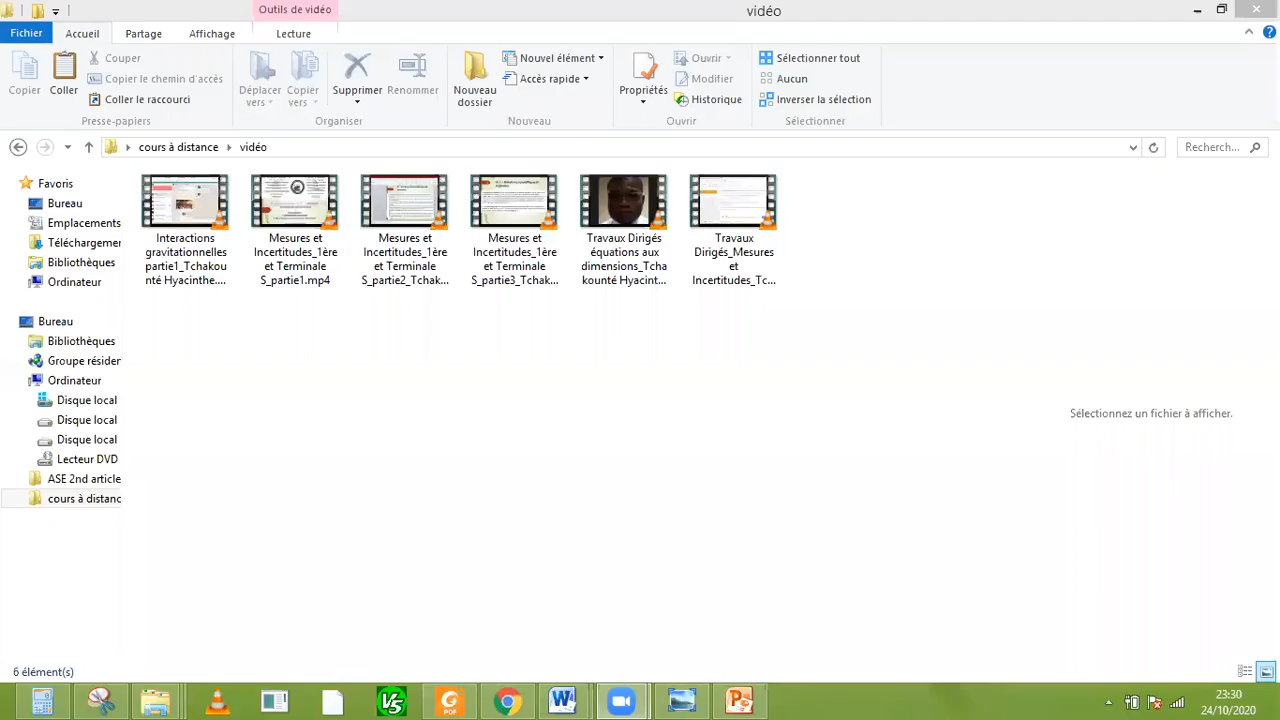 Outils de vidéo
vidéo
Fichier
Accueil
Partage
Affichage
Lecture
Copier
Coller
Couper
Copier le chemin d'accès
Coller le raccourci
Presse-papiers
Déplacer vers
Copier vers
Supprimer
Renommer
Organiser
Nouveau dossier
Nouvel élément
Accès rapide
Nouveau
Propriétés
Ouvrir
Modifier
Historique
Ouvrir
Sélectionner tout
Aucun
Inverser la sélection
Sélectionner
cours à distance
vidéo
Recherch...
Favoris
Bureau
Emplacements
Téléchargemer
Bibliothèques
Ordinateur
Bureau
Bibliothèques
Groupe résider
Ordinateur
Disque local
Disque local
Disque local
Lecteur DVD
ASE 2nd article
cours à distanc
Interactions
gravitationnelles
partie1_Tchakou
nté Hyacinthe....
Mesures et
Incertitudes_1ère
et Terminale
S_partie1.mp4
Mesures et
Incertitudes_1ère
et Terminale
S_partie2_Tchak...
Mesures et
Incertitudes_1ère
et Terminale
S_partie3_Tchak...
Travaux Dirigés
équations aux
dimensions_Tcha
kounté Hyacint...
Travaux
Dirigés_Mesures
et
Incertitudes_Tc...
Sélectionnez un fichier à afficher.
6 élément(s)
23:30
24/10/2020